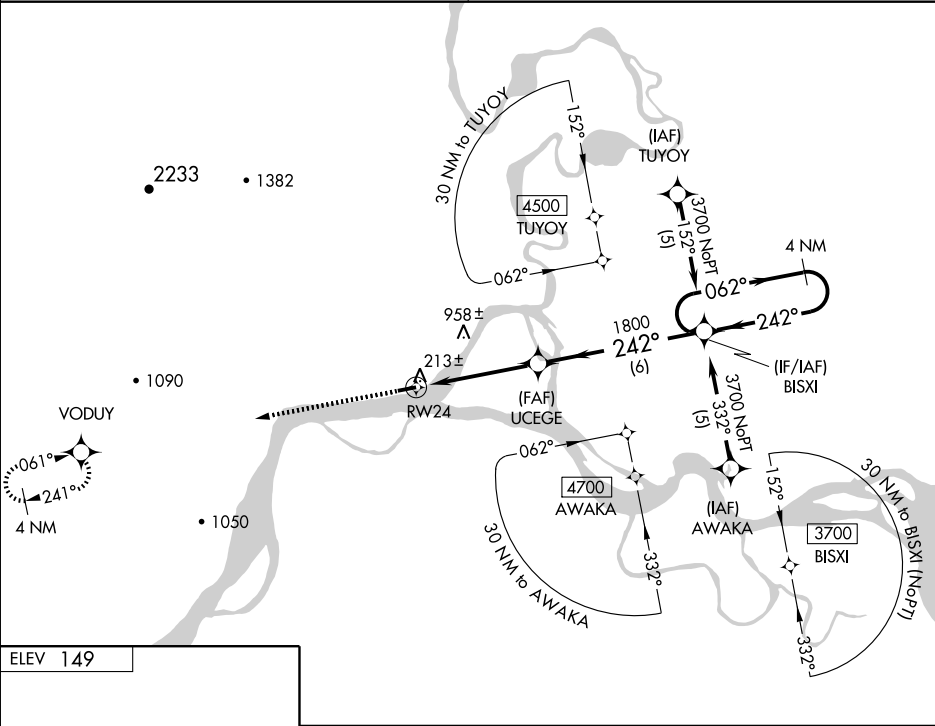 30 NM to TUYOY
152°
4500
TUYOY
062°
(IAF)
TUYOY
3700 NoPT
152°
(5)
4 NM
062°
242°
2233
1382
958±
213±
1800
242°
(6)
(IF/IAF)
BISXI
1090
RW24
(FAF)
UCEGE
3700 NoPT
332°
(5)
VODUY
061°
241°
4 NM
1050
062°
4700
AWAKA
332°
30 NM to AWAKA
(IAF)
AWAKA
152°
3700
BISXI
332°
30 NM to BISXI (NoPT)
ELEV 149